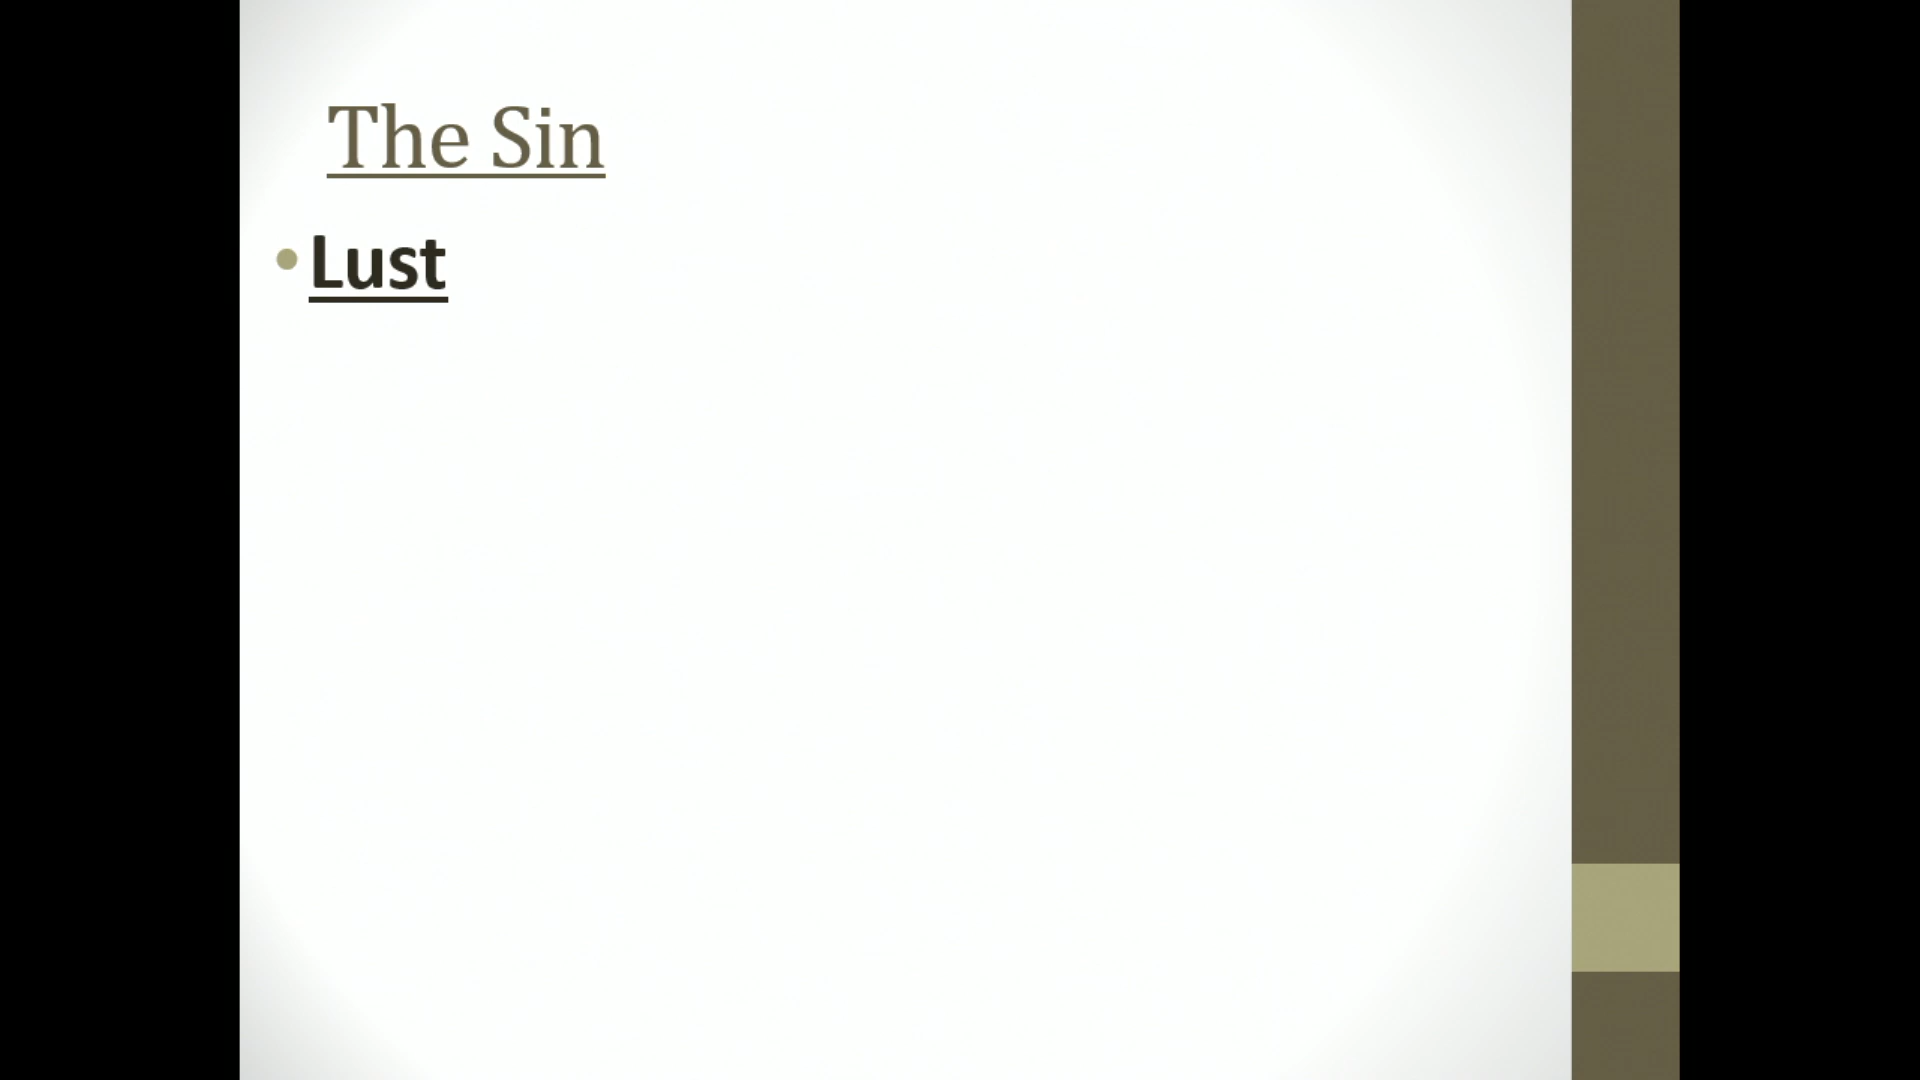 The Sin
• Lust